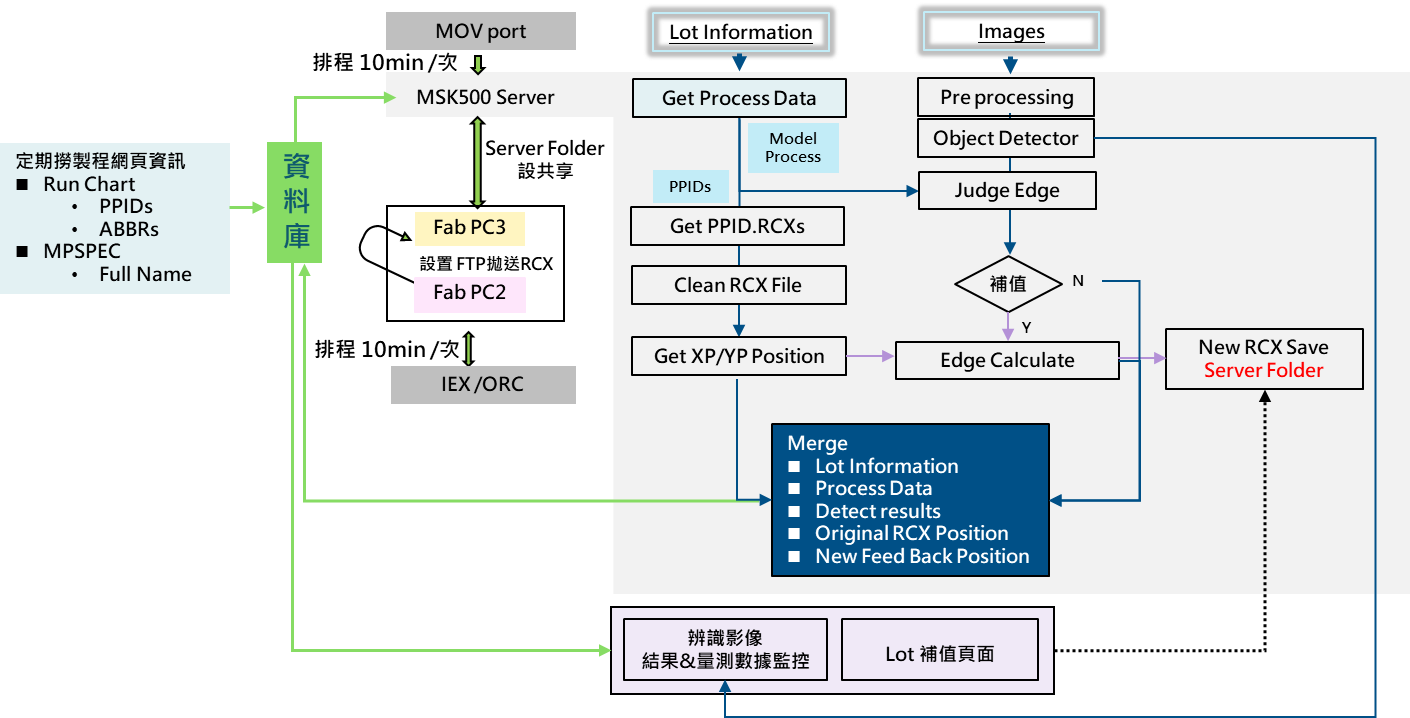 MOV port
排程 10min /次
MSK500 Server
Server Folder
設共享
定期撈製程網頁資訊
■ Run Chart
• PPIDs
• ABBRs
■ MPSPEC
• Full Name
資
料
庫
Fab PC3
設置 FTP拋送RCX
Fab PC2
排程 10min /次
IEX /ORC
Lot Information
Get Process Data
Model
Process
PPIDs
Get PPID.RCXs
Clean RCX File
Get XP/YP Position
Images
Pre processing
Object Detector
Judge Edge
補值
N
Y
Edge Calculate
New RCX Save
Server Folder
Merge
■ Lot Information
■ Process Data
■ Detect results
■ Original RCX Position
■ New Feed Back Position
辨識影像
結果&量測數據監控
Lot 補值頁面